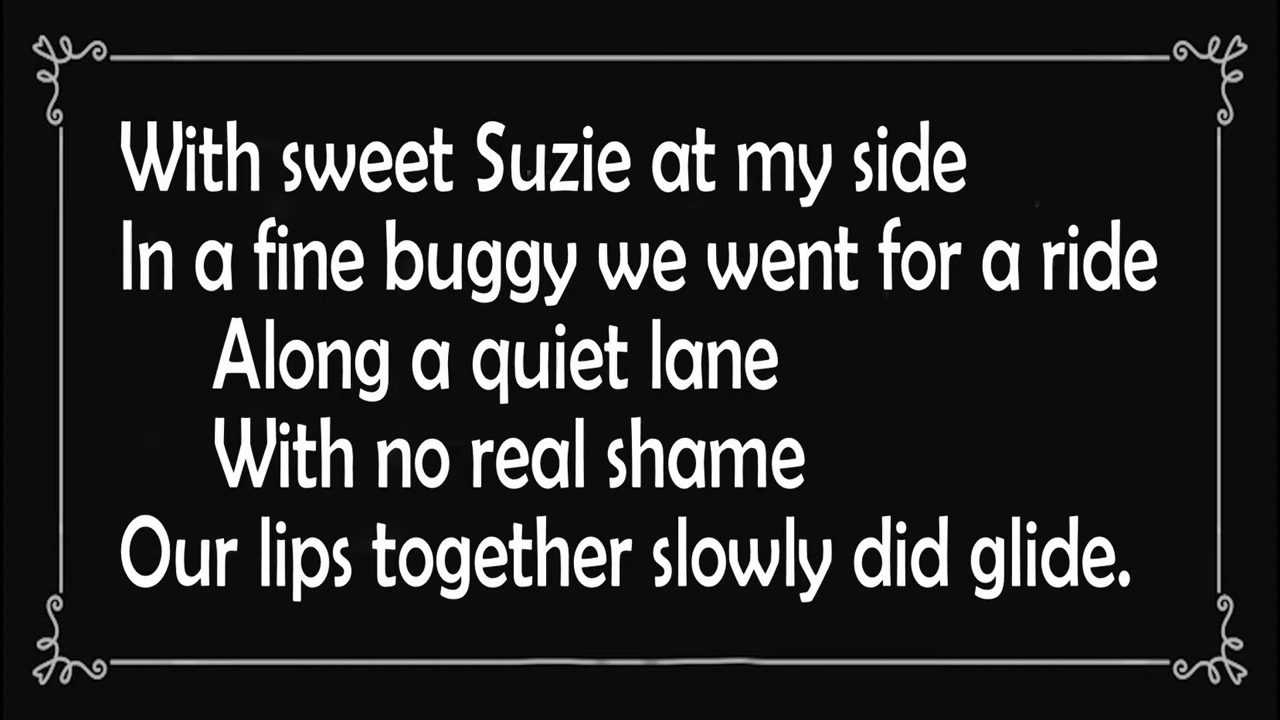 With sweet Suzie at my side
In a fine buggy we went for a ride
Along a quiet lane
With no real shame
Our lips together slowly did glide.